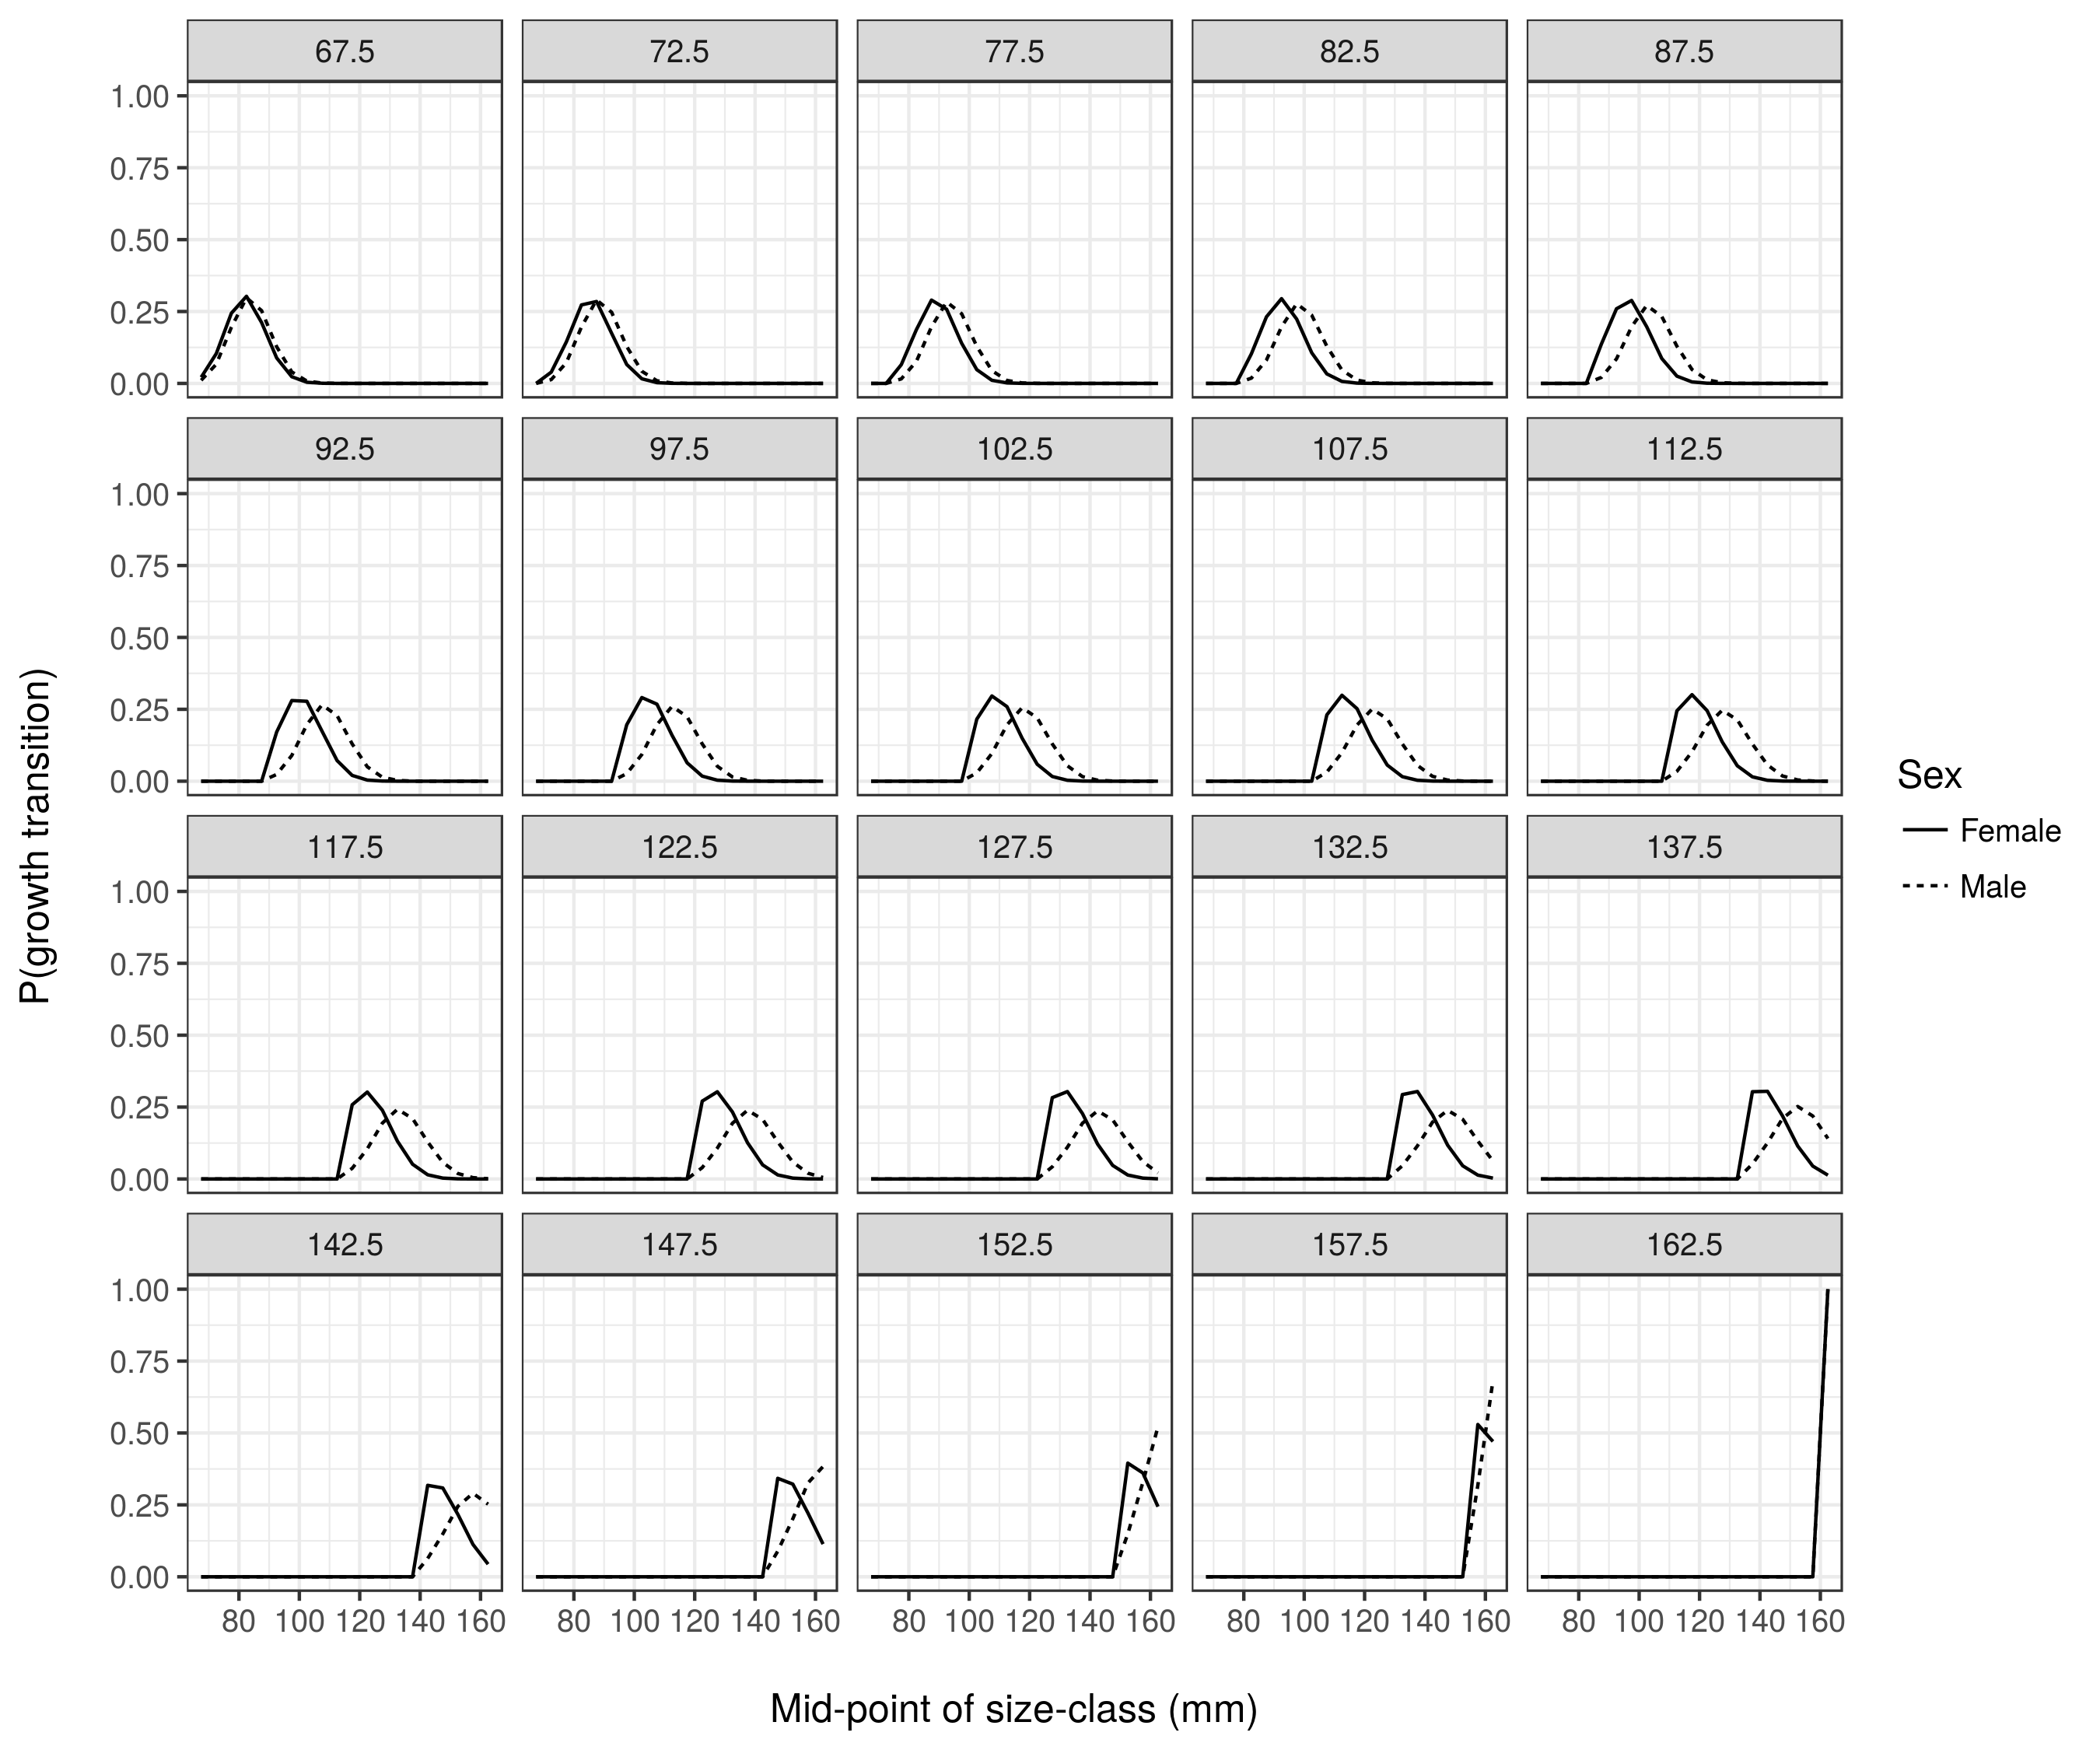 67.5 72.5 77.5 82.5 87.5
1.00
0.75
0.50
0.25
0.00
92.5 97.5 102.5 107.5 112.5
1.00
0.75
0.50
0.25
0.00
117.5 122.5 127.5 132.5 137.5
1.00
0.75
0.50
0.25
0.00
142.5 147.5 152.5 157.5 162.5
1.00
0.75
0.50
0.25
0.00
80 100 120 140 160 80 100 120 140 160 80 100 120 140 160 80 100 120 140 160 80 100 120 140 160
Mid-point of size-class (mm)
P(growth transition)
Sex
Female
Male